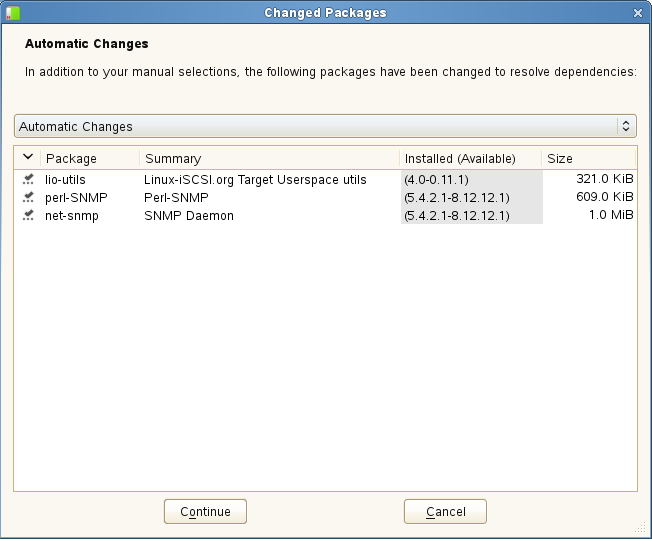 Changed Packages
Automatic Changes
In addition to your manual selections, the following packages have been changed to resolve dependencies:
Automatic Changes
Package Summary Installed (Available) Size
lio-utils Linux-iSCSI.org Target Userspace utils (4.0-0.11.1) 321.0 KiB
perl-SNMP Perl-SNMP (5.4.2.1-8.12.12.1) 609.0 KiB
net-snmp SNMP Daemon (5.4.2.1-8.12.12.1) 1.0 MiB
Continue Cancel